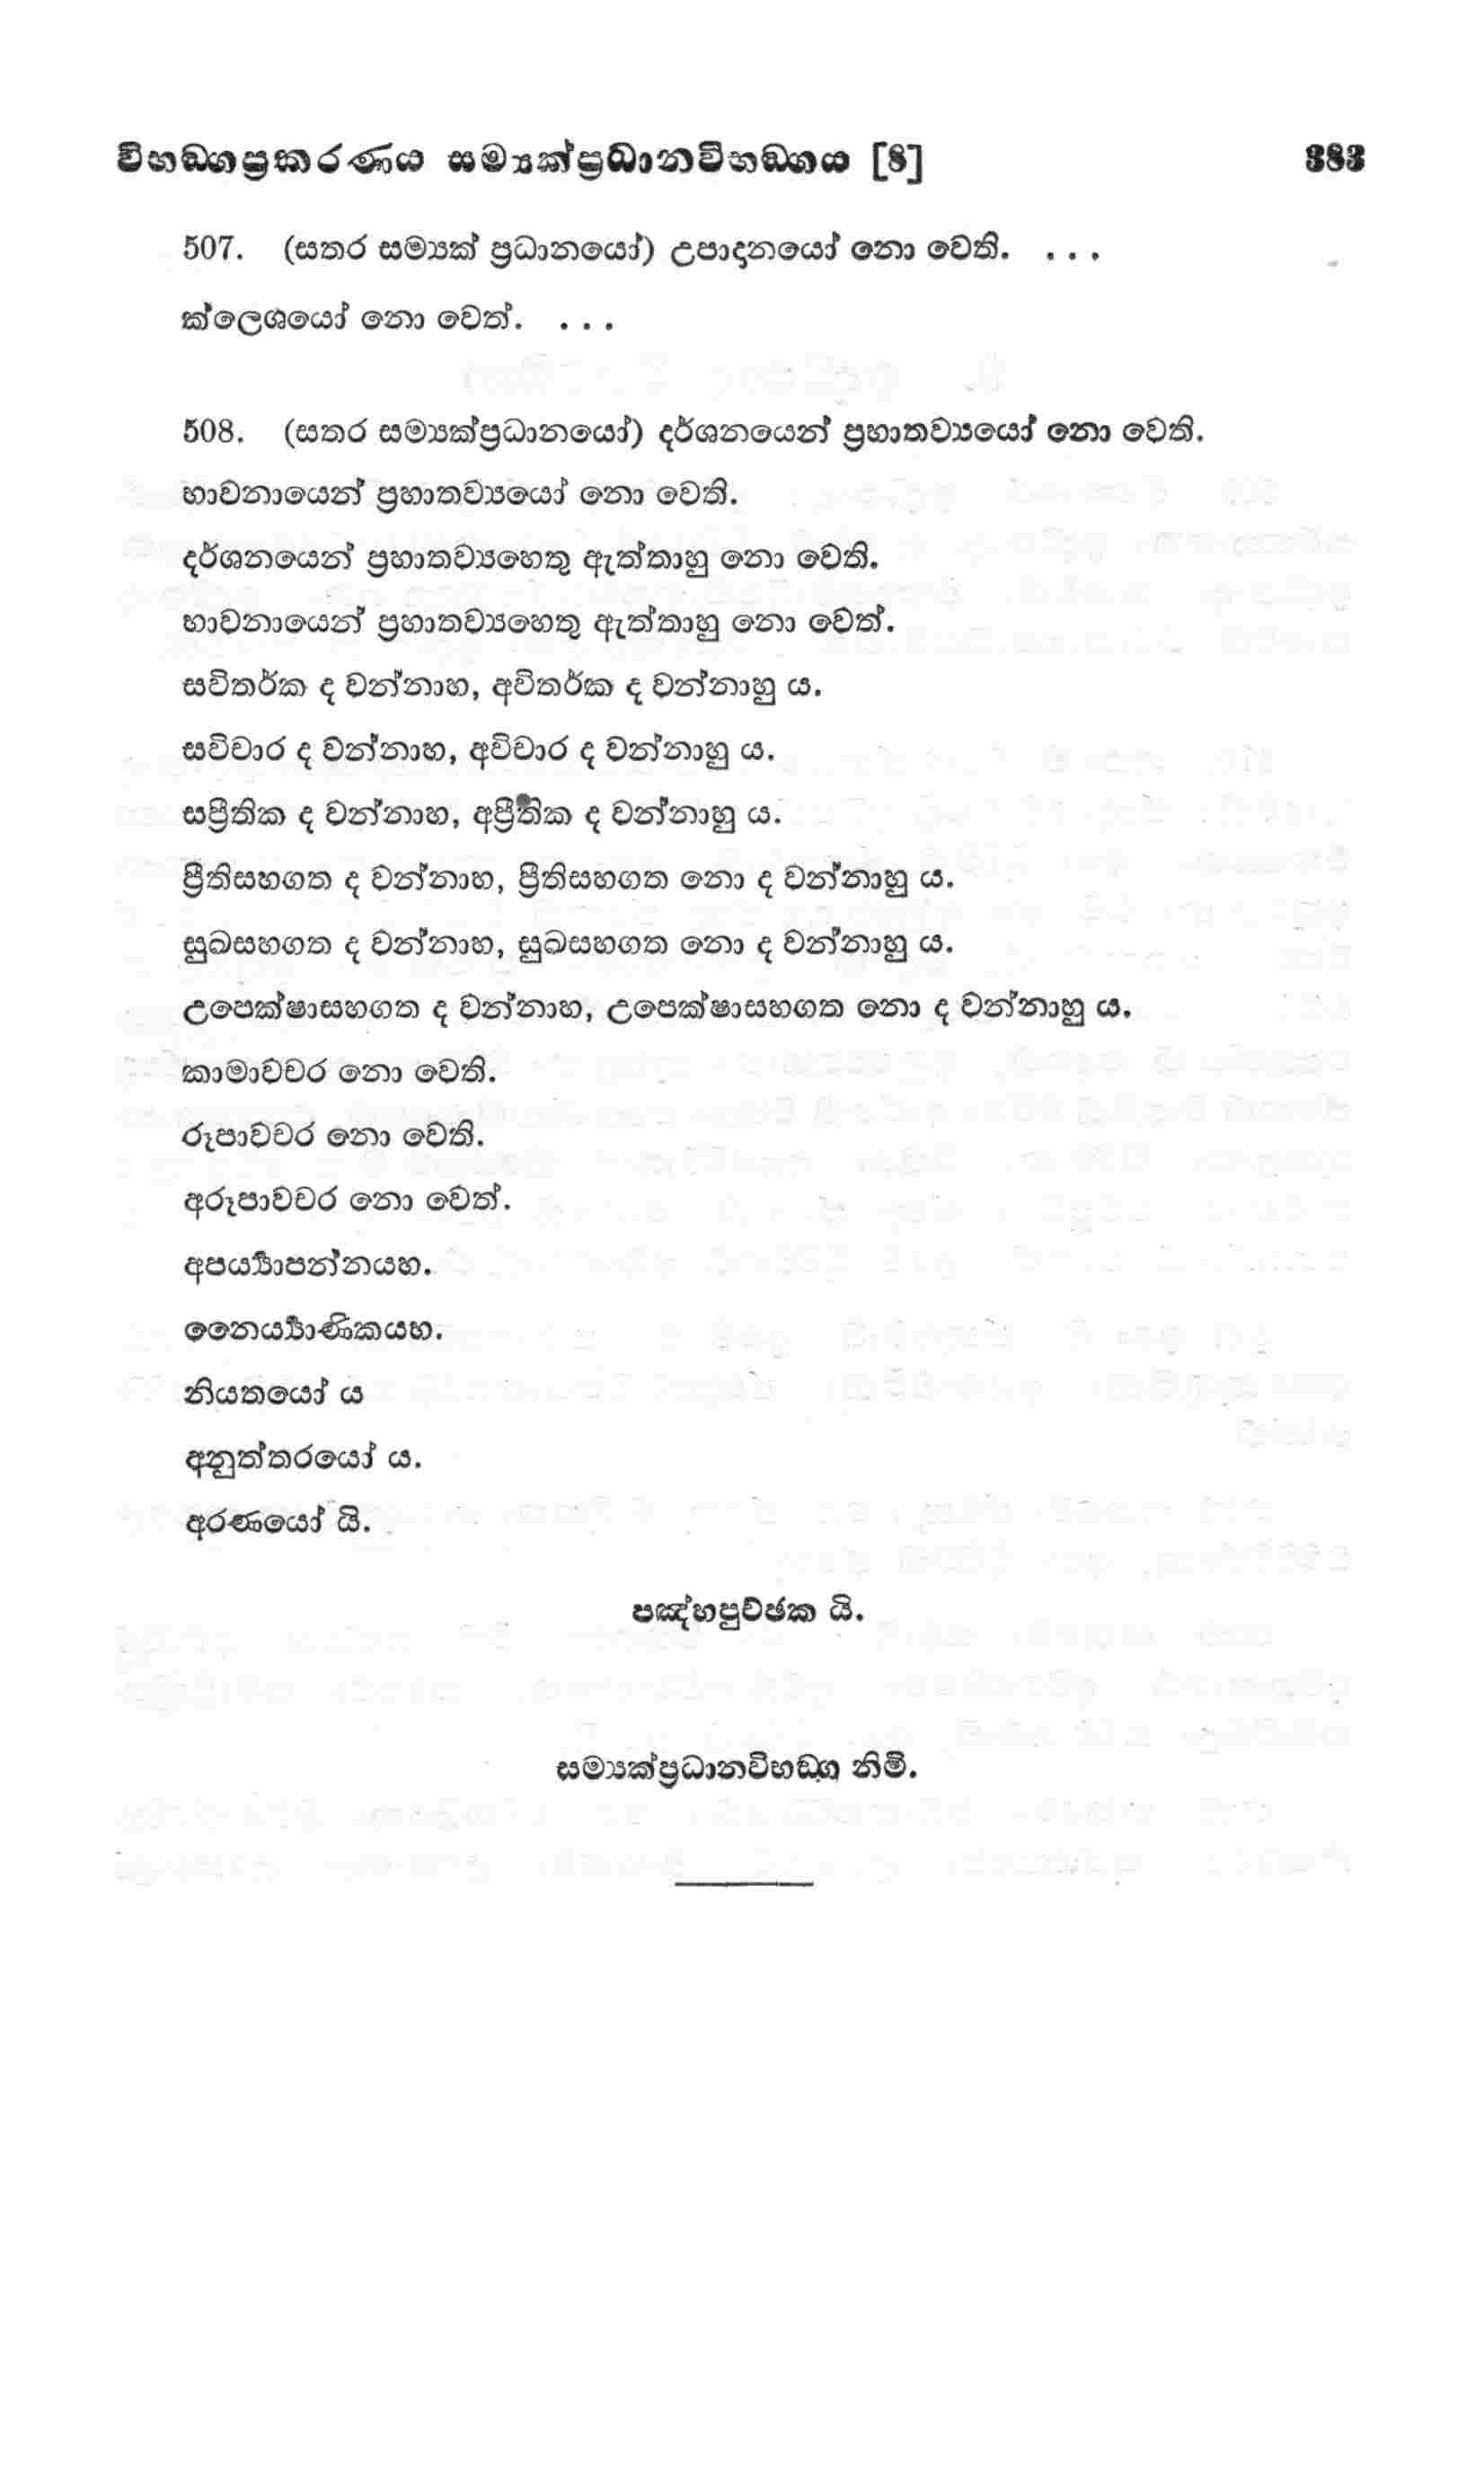 විභඞ්ගප්‍රකරණය සම්‍යක්ප්‍රධානවිභඞ්ගය [8] 383
507. (සතර සම්‍යක් ප්‍රධානයෝ) උපාදානයෝ නො වෙති. ...
ක්ලෙශයෝ නො වෙත්. ...
508. (සතර සම්‍යක්ප්‍රධානයෝ) දර්ශනයෙන් ප්‍රහාතව්‍යයෝ නො වෙති.
භාවනායෙන් ප්‍රහාතව්‍යයෝ නො වෙති.
දර්ශනයෙන් ප්‍රහාතව්‍යහෙතු ඇත්තාහු නො වෙති.
භාවනායෙන් ප්‍රහාතව්‍යහෙතු ඇත්තාහු නො වෙත්.
සවිතර්ක ද වන්නාහ, අවිතර්ක ද වන්නාහු ය.
සවිචාර ද වන්නාහ, අවිචාර ද වන්නාහු ය.
සප්‍රීතික ද වන්නාහ, අප්‍රීතික ද වන්නාහු ය.
ප්‍රීතිසහගත ද වන්නාහ, ප්‍රීතිසහගත නො ද වන්නාහු ය.
සුඛසහගත ද වන්නාහ, සුඛසහගත නො ද වන්නාහු ය.
උපෙක්ෂාසහගත ද වන්නාහ, උපෙක්ෂාසහගත නො ද වන්නාහු ය.
කාමාවචර නො වෙති.
රූපාවචර නො වෙති.
අරූපාවචර නො වෙත්.
අපර්‍ය්‍යාපන්නයහ.
නෛර්‍ය්‍යාණිකයහ.
නියතයෝ ය
අනුත්තරයෝ ය.
අරණයෝ යි.
පඤ්හපුච්ඡක යි.
සම්‍යක්ප්‍රධානවිභඞ්ග නිමි.